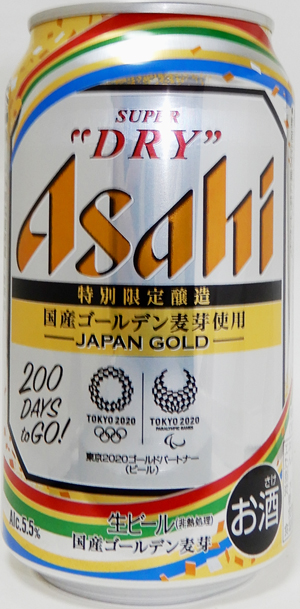 SUPER
“DRY”
Asahi
特別限定醸造
国産ゴールデン麦芽使用
JAPAN GOLD
200
DAYS
to GO!
TOKYO 2020
TOKYO 2020
PARALYMPIC GAMES
東京2020ゴールドパートナー
(ビール)
Alc.5.5%
生ビール(非熱処理)
国産ゴールデン麦芽
さけ
お酒